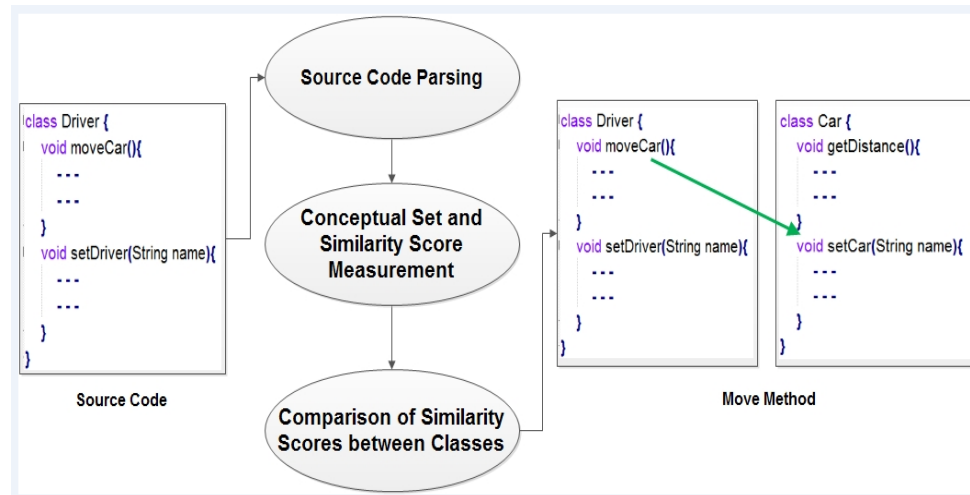 class Driver {
void moveCar(){
---
---
}
void setDriver(String name){
---
---
}
}
Source Code
Source Code Parsing
Conceptual Set and
Similarity Score
Measurement
Comparison of Similarity
Scores between Classes
class Driver {
void moveCar(){
---
---
}
void setDriver(String name){
---
---
}
}
class Car {
void getDistance(){
---
---
}
void setCar(String name){
---
---
}
}
Move Method